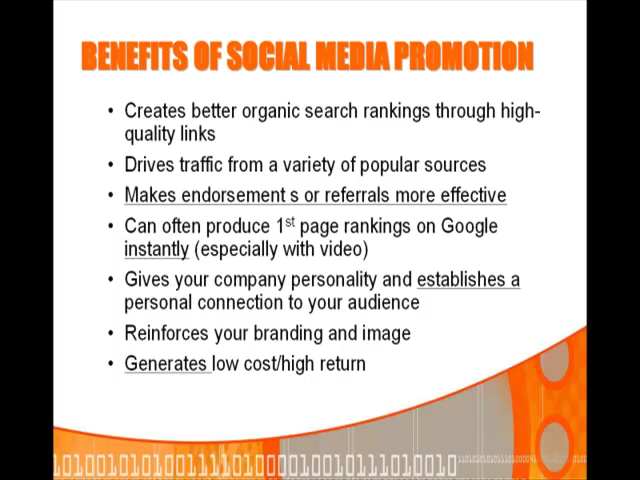 BENEFITS OF SOCIAL MEDIA PROMOTION
• Creates better organic search rankings through high-
quality links
• Drives traffic from a variety of popular sources
• Makes endorsement s or referrals more effective
• Can often produce 1st page rankings on Google
instantly (especially with video)
• Gives your company personality and establishes a
personal connection to your audience
• Reinforces your branding and image
• Generates low cost/high return